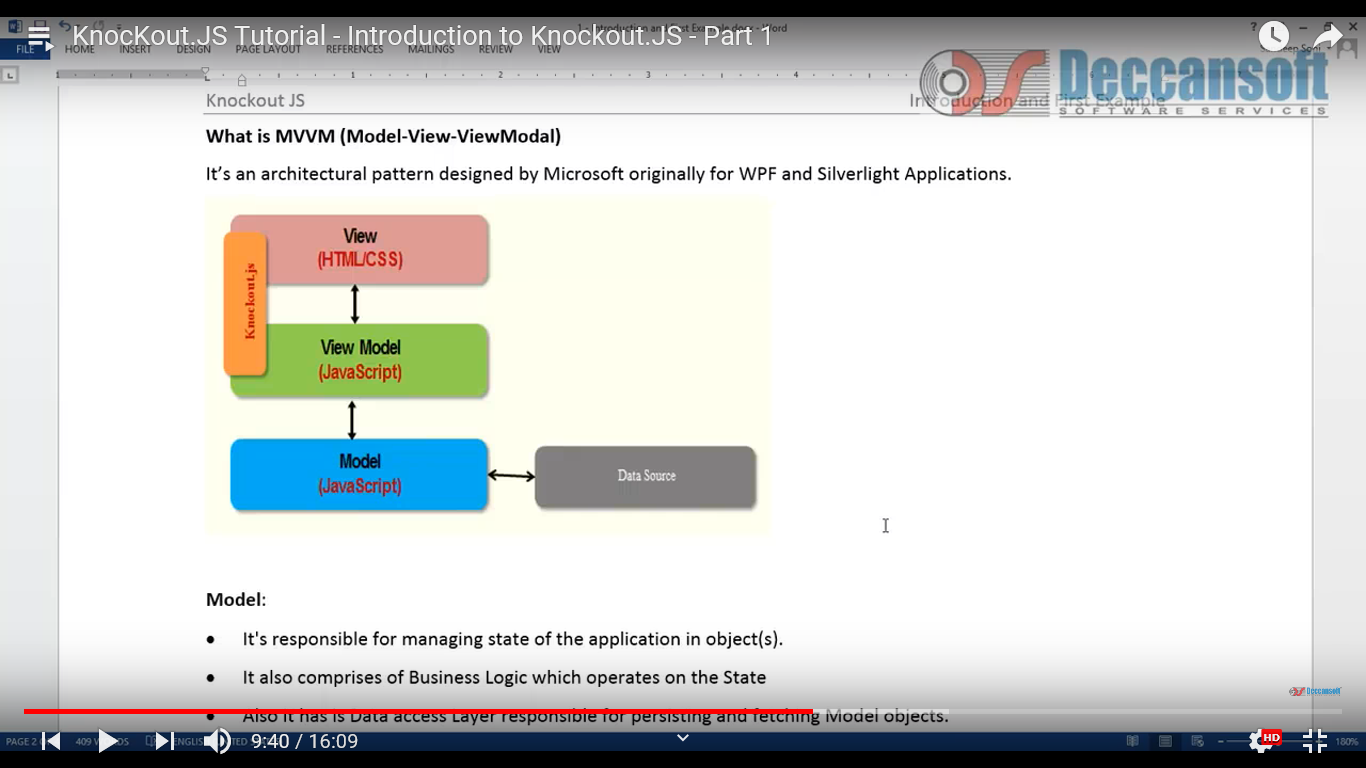 KnocKout.JS Tutorial - Introduction to Knockout.JS - Part 1
FILE HOME INSERT DESIGN PAGE LAYOUT REFERENCES MAILINGS REVIEW VIEW
Deccansoft
SOFTWARE SERVICES
Knockout JS Introduction and First Example
What is MVVM (Model-View-ViewModal)
It's an architectural pattern designed by Microsoft originally for WPF and Silverlight Applications.
View
(HTML/CSS)
Knockout.js
View Model
(JavaScript)
Model
(JavaScript)
Data Source
Model:
• It's responsible for managing state of the application in object(s).
• It also comprises of Business Logic which operates on the State
Deccansoft
• Also it has is Data access Layer responsible for persisting and fetching Model objects.
9:40 / 16:09
HD
180%